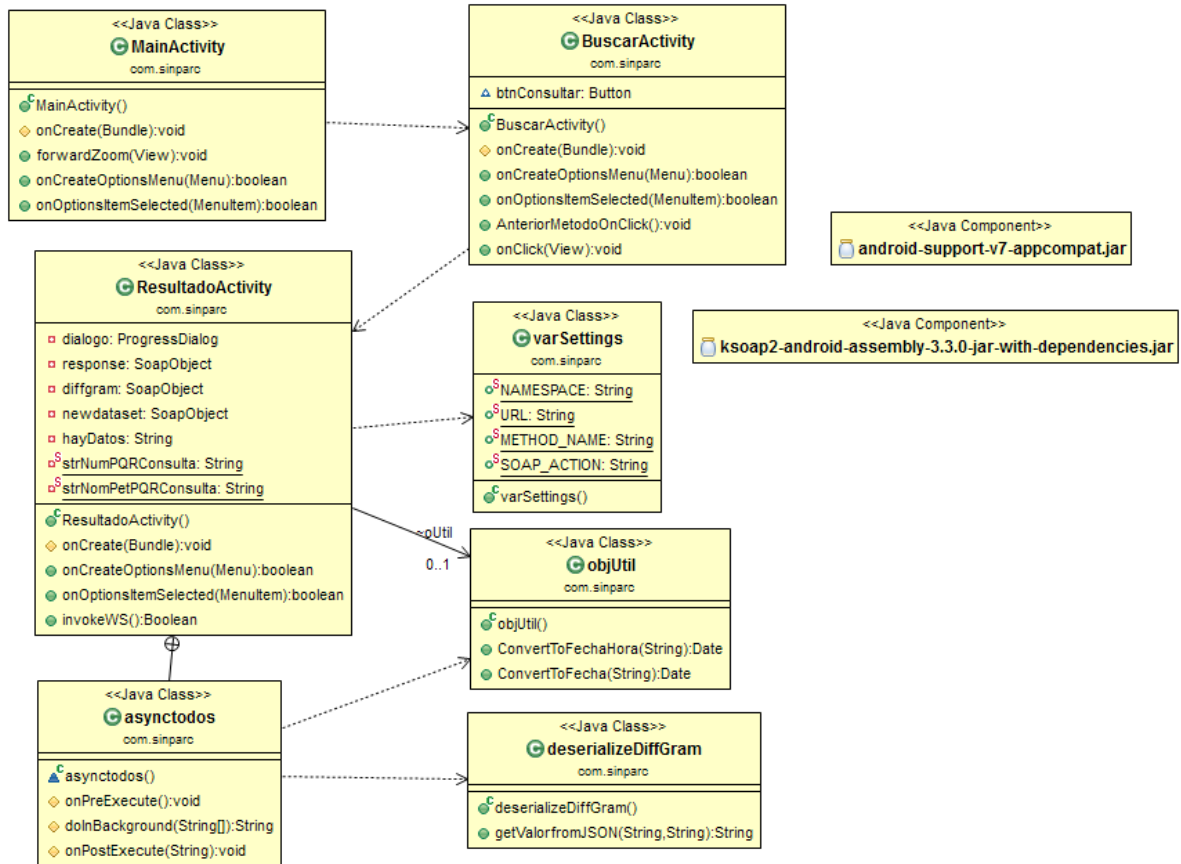 <<Java Class>>
MainActivity
com.sinparc
MainActivity()
onCreate(Bundle):void
forwardZoom(View):void
onCreateOptionsMenu(Menu):boolean
onOptionsItemSelected(MenuItem):boolean
<<Java Class>>
BuscarActivity
com.sinparc
btnConsultar: Button
BuscarActivity()
onCreate(Bundle):void
onCreateOptionsMenu(Menu):boolean
onOptionsItemSelected(MenuItem):boolean
AnteriorMetodoOnClick():void
onClick(View):void
<<Java Component>>
android-support-v7-appcompat.jar
<<Java Class>>
ResultadoActivity
com.sinparc
dialogo: ProgressDialog
response: SoapObject
diffgram: SoapObject
newdataset: SoapObject
hayDatos: String
strNumPQRConsulta: String
strNomPetPQRConsulta: String
ResultadoActivity()
onCreate(Bundle):void
onCreateOptionsMenu(Menu):boolean
onOptionsItemSelected(MenuItem):boolean
invokeWS():Boolean
<<Java Class>>
varSettings
com.sinparc
NAMESPACE: String
URL: String
METHOD_NAME: String
SOAP_ACTION: String
varSettings()
<<Java Component>>
ksoap2-android-assembly-3.3.0-jar-with-dependencies.jar
~oUtil
0..1
<<Java Class>>
objUtil
com.sinparc
objUtil()
ConvertToFechaHora(String):Date
ConvertToFecha(String):Date
<<Java Class>>
asynctodos
com.sinparc
asynctodos()
onPreExecute():void
doInBackground(String[]):String
onPostExecute(String):void
<<Java Class>>
deserializeDiffGram
com.sinparc
deserializeDiffGram()
getValorfromJSON(String,String):String